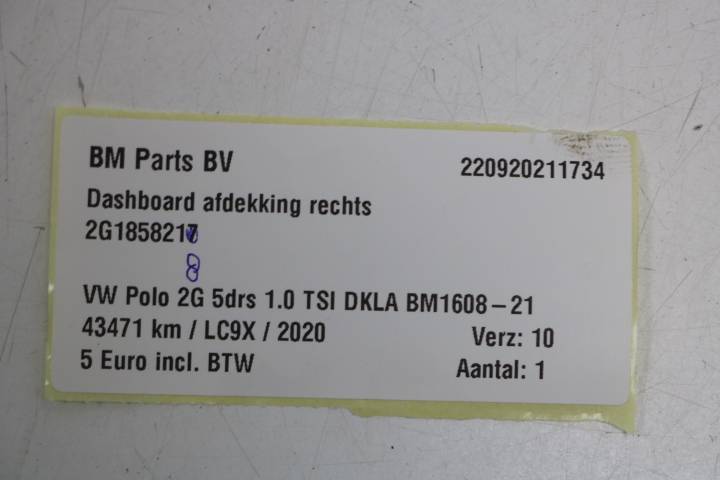 BM Parts BV 220920211734
Dashboard afdekking rechts
2G1858217
8
VW Polo 2G 5drs 1.0 TSI DKLA BM1608-21
43471 km / LC9X / 2020 Verz: 10
5 Euro incl. BTW Aantal: 1